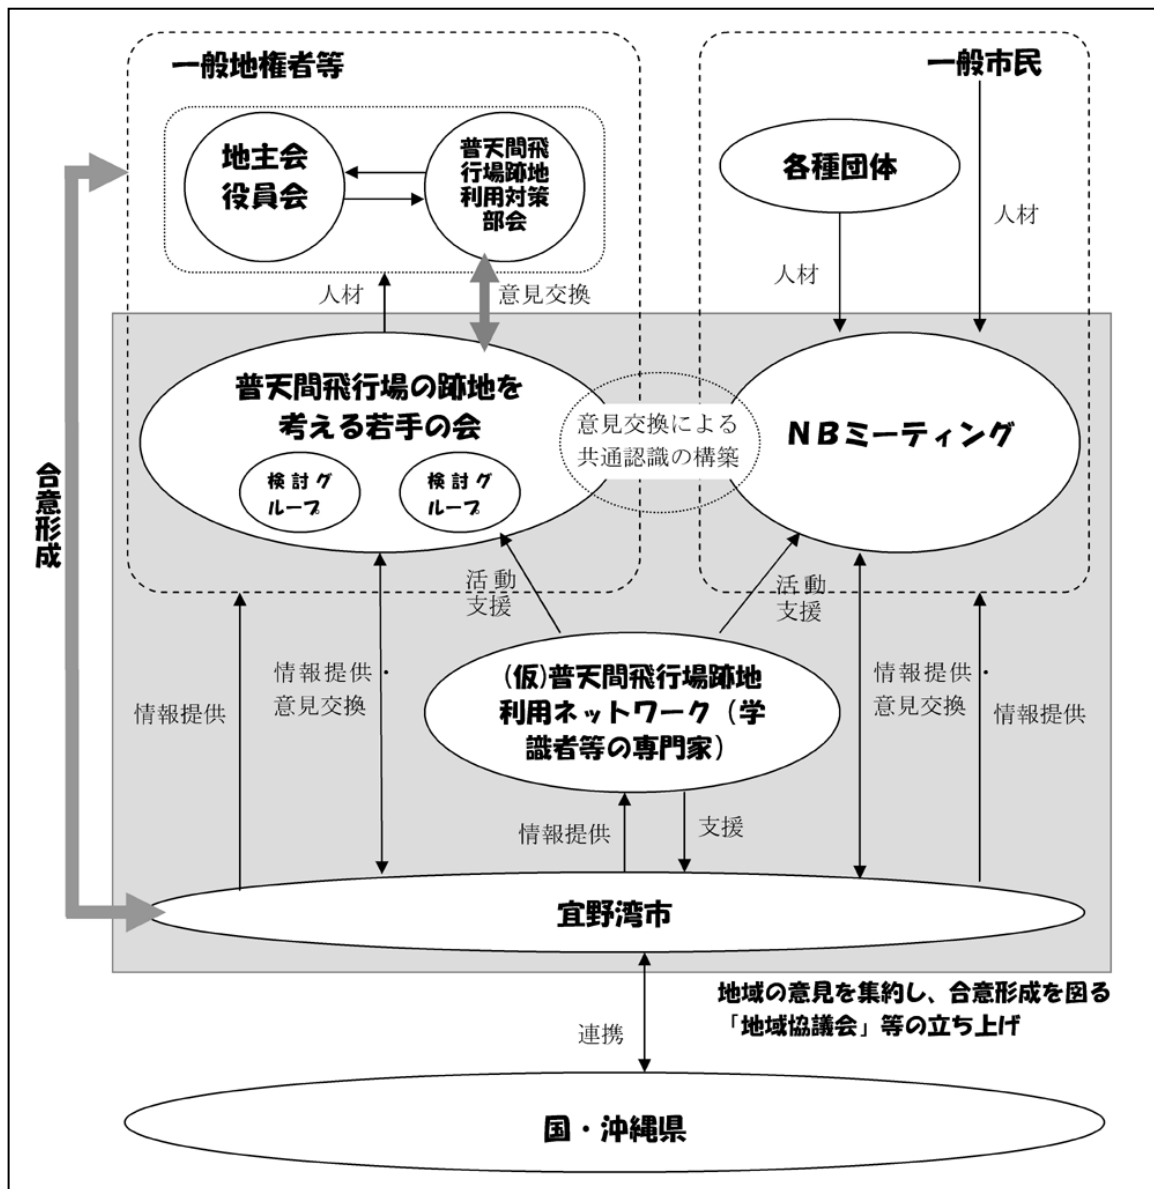 一般地権者等
一般市民
地主会
役員会
普天間飛
行場跡地
利用対策
部会
各種団体
人材
意見交換
人材
人材
普天間飛行場の跡地を
考える若手の会
検討グ
ループ
検討グ
ループ
意見交換による
共通認識の構築
NBミーティング
合意形成
活動
支援
活動
支援
情報提供
情報提供・
意見交換
(仮)普天間飛行場跡地
利用ネットワーク(学
識者等の専門家)
情報提供・
意見交換
情報提供
情報提供
支援
宜野湾市
地域の意見を集約し、合意形成を図る
「地域協議会」等の立ち上げ
連携
国・沖縄県